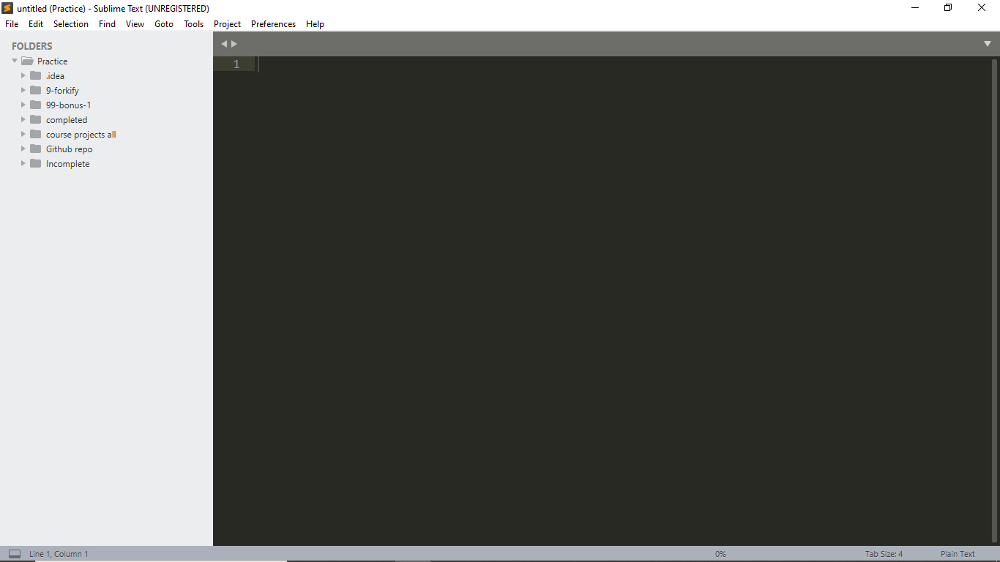 untitled (Practice) - Sublime Text (UNREGISTERED)
File Edit Selection Find View Goto Tools Project Preferences Help
FOLDERS
Practice
.idea
9-forkify
99-bonus-1
completed
course projects all
Github repo
Incomplete
1
Line 1, Column 1 0% Tab Size: 4 Plain Text